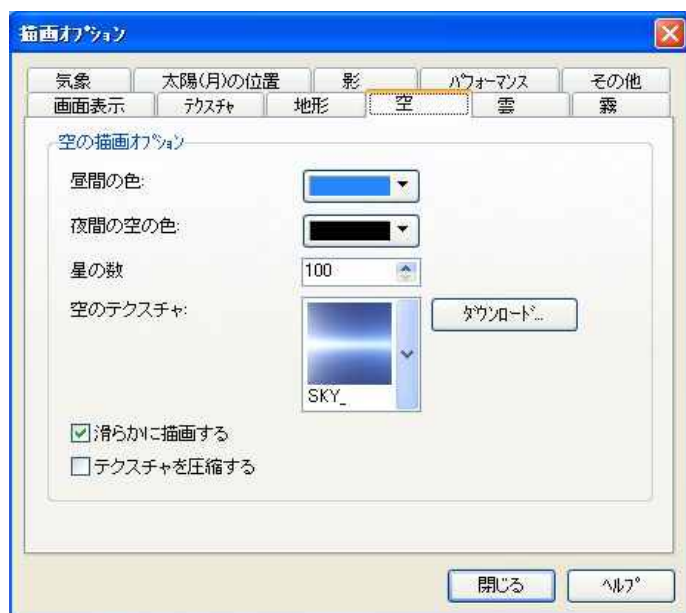 描画ｵﾌﾟｼｮﾝ
気象 太陽(月)の位置 影 ﾊﾟﾌｫｰﾏﾝｽ その他
画面表示 ﾃｸｽﾁｬ 地形 空 雲 霧
空の描画ｵﾌﾟｼｮﾝ
昼間の色:
夜間の空の色:
星の数 100
空のテクスチャ: ﾀﾞｳﾝﾛｰﾄﾞ...
SKY_
滑らかに描画する
テクスチャを圧縮する
閉じる ﾍﾙﾌﾟ